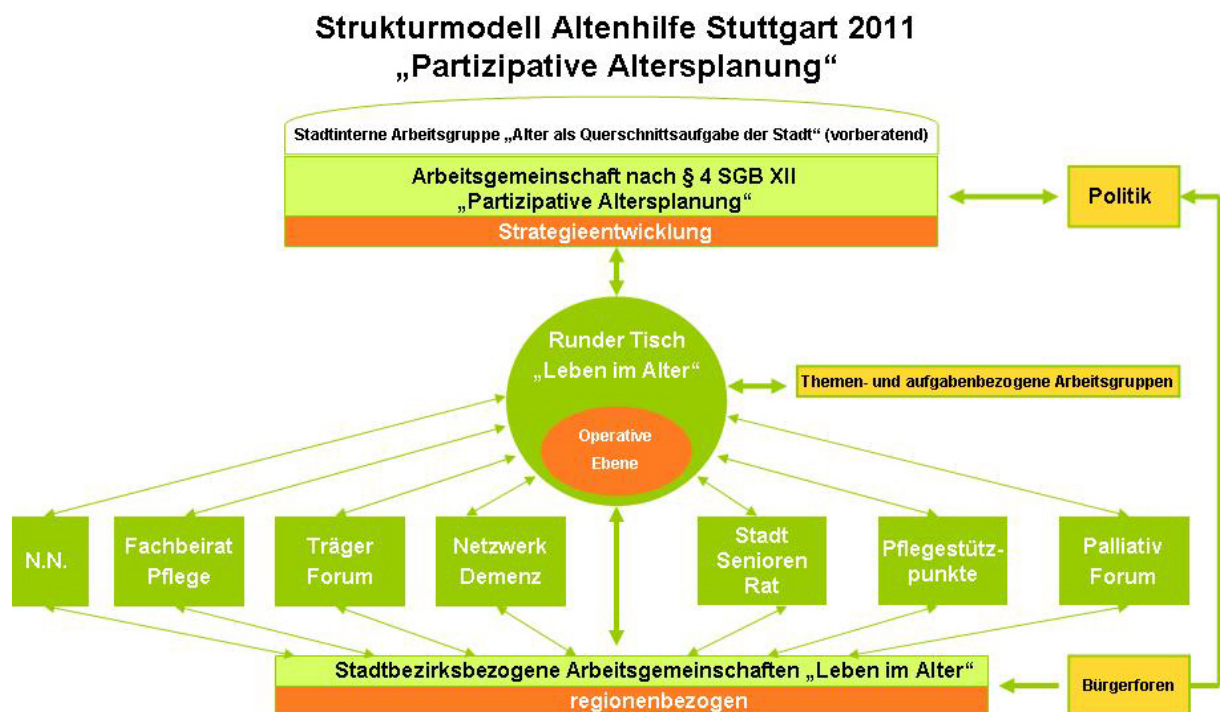 Strukturmodell Altenhilfe Stuttgart 2011
„Partizipative Altersplanung“
Stadtinterne Arbeitsgruppe „Alter als Querschnittsaufgabe der Stadt“ (vorberatend)
Arbeitsgemeinschaft nach § 4 SGB XII
„Partizipative Altersplanung“
Strategieentwicklung
Politik
Runder Tisch
„Leben im Alter“
Themen- und aufgabenbezogene Arbeitsgruppen
Operative
Ebene
N.N.
Fachbeirat
Pflege
Träger
Forum
Netzwerk
Demenz
Stadt
Senioren
Rat
Pflegestütz-
punkte
Palliativ
Forum
Stadtbezirksbezogene Arbeitsgemeinschaften „Leben im Alter“
regionenbezogen
Bürgerforen